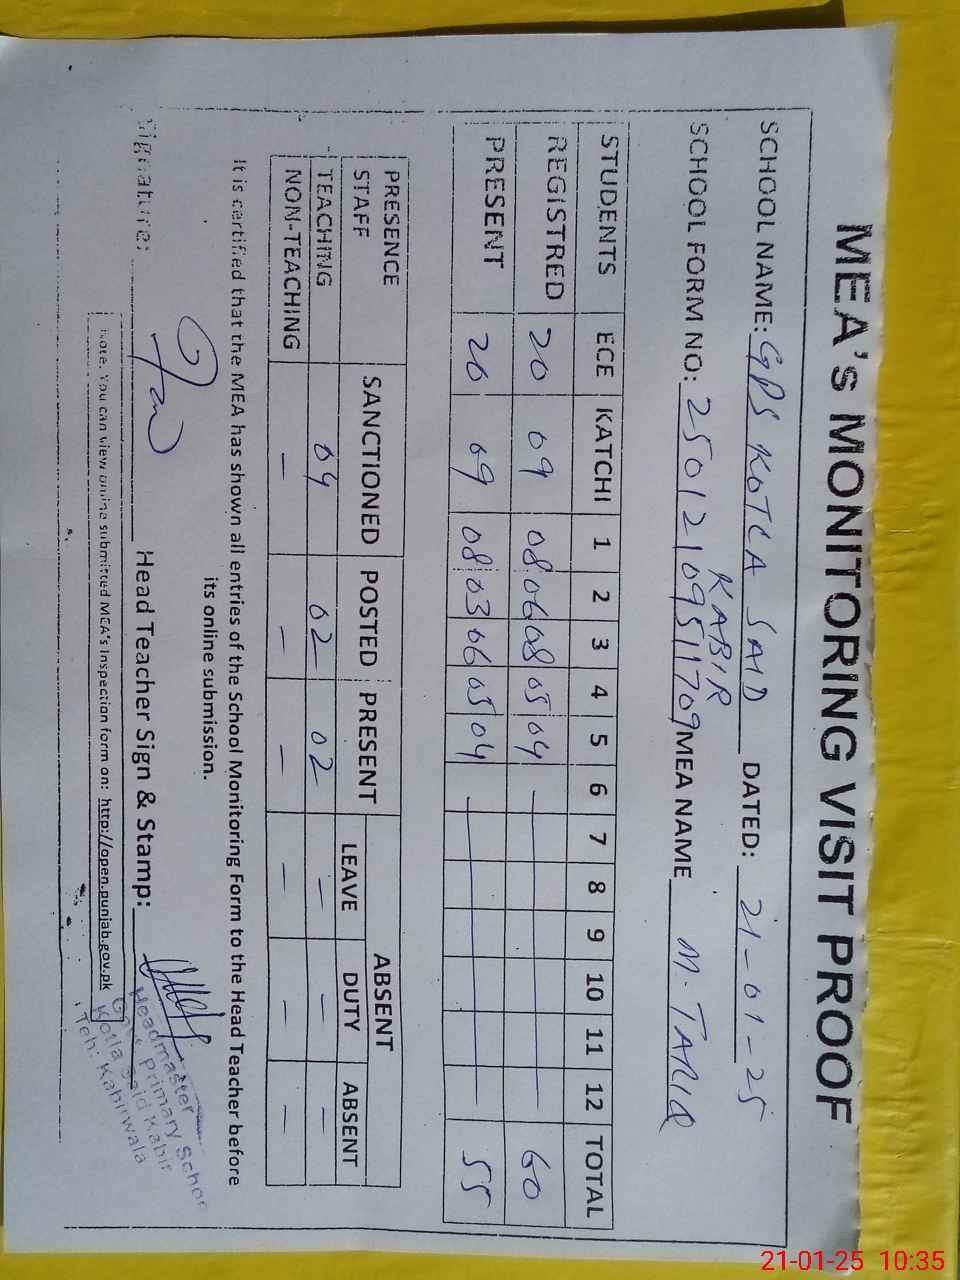 MEA's MONITORING VISIT PROOF
SCHOOL NAME: GPS KOTCA SAID KABIR DATED: 21-01-25
SCHOOL FORM NO: 25012109511709 MEA NAME M. TARIQ
STUDENTS ECE KATCHI 1 2 3 4 5 6 7 8 9 10 11 12 TOTAL
REGISTRED 20 09 08 06 08 05 04 — 60
PRESENT 20 09 08 03 06 05 04 — 55
PRESENCE STAFF SANCTIONED POSTED PRESENT ABSENT
LEAVE DUTY ABSENT
TEACHING 04 02 02 — — —
NON-TEACHING — — — — — —
It is cartified that the MEA has shown all entries of the School Monitoring Form to the Head Teacher before
its online submission.
Signature: Head Teacher Sign & Stamp:
Note. You can view online submitted MEA's Inspection form on: http://open.punjab.gov.pk
Headmaster
Primary Schoo
Kotla Said Kabir
Teh: Kabirwala
21-01-25 10:35